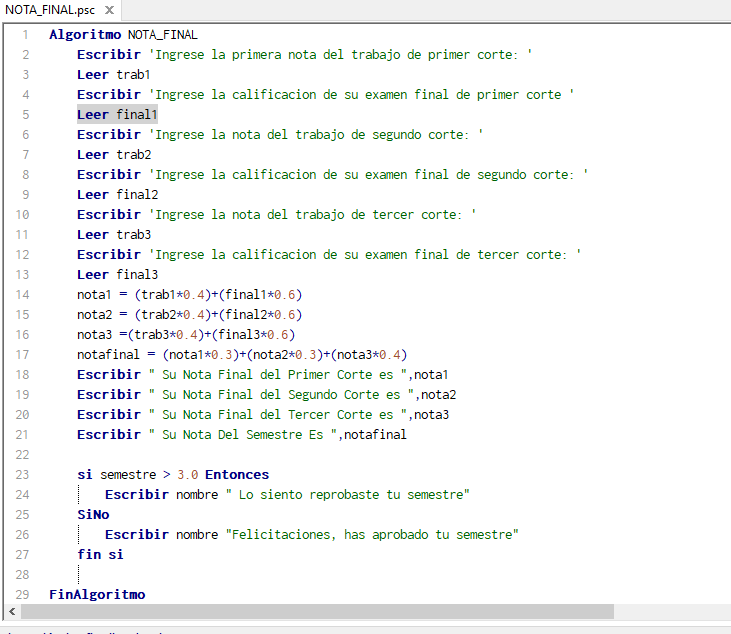 NOTA_FINAL.psc ×
1 Algoritmo NOTA_FINAL
2 Escribir 'Ingrese la primera nota del trabajo de primer corte: '
3 Leer trab1
4 Escribir 'Ingrese la calificacion de su examen final de primer corte '
5 Leer final1
6 Escribir 'Ingrese la nota del trabajo de segundo corte: '
7 Leer trab2
8 Escribir 'Ingrese la calificacion de su examen final de segundo corte: '
9 Leer final2
10 Escribir 'Ingrese la nota del trabajo de tercer corte: '
11 Leer trab3
12 Escribir 'Ingrese la calificacion de su examen final de tercer corte: '
13 Leer final3
14 nota1 = (trab1*0.4)+(final1*0.6)
15 nota2 = (trab2*0.4)+(final2*0.6)
16 nota3 =(trab3*0.4)+(final3*0.6)
17 notafinal = (nota1*0.3)+(nota2*0.3)+(nota3*0.4)
18 Escribir " Su Nota Final del Primer Corte es ",nota1
19 Escribir " Su Nota Final del Segundo Corte es ",nota2
20 Escribir " Su Nota Final del Tercer Corte es ",nota3
21 Escribir " Su Nota Del Semestre Es ",notafinal
22
23 si semestre > 3.0 Entonces
24 Escribir nombre " Lo siento reprobaste tu semestre"
25 SiNo
26 Escribir nombre "Felicitaciones, has aprobado tu semestre"
27 fin si
28
29 FinAlgoritmo